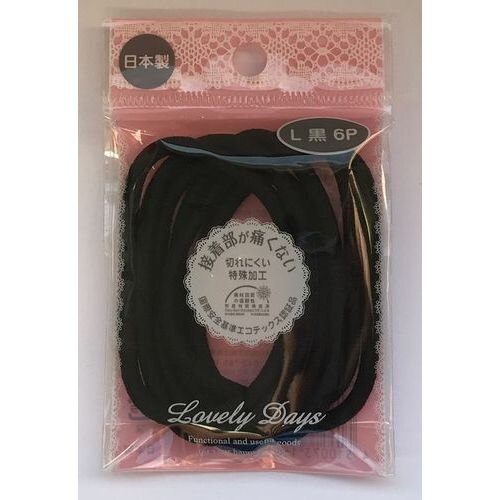 日本製
L 黒 6P
接着部が痛くない
切れにくい
特殊加工
国際安全基準エコテックス認証品
Lovely Days
Functional and useful goods